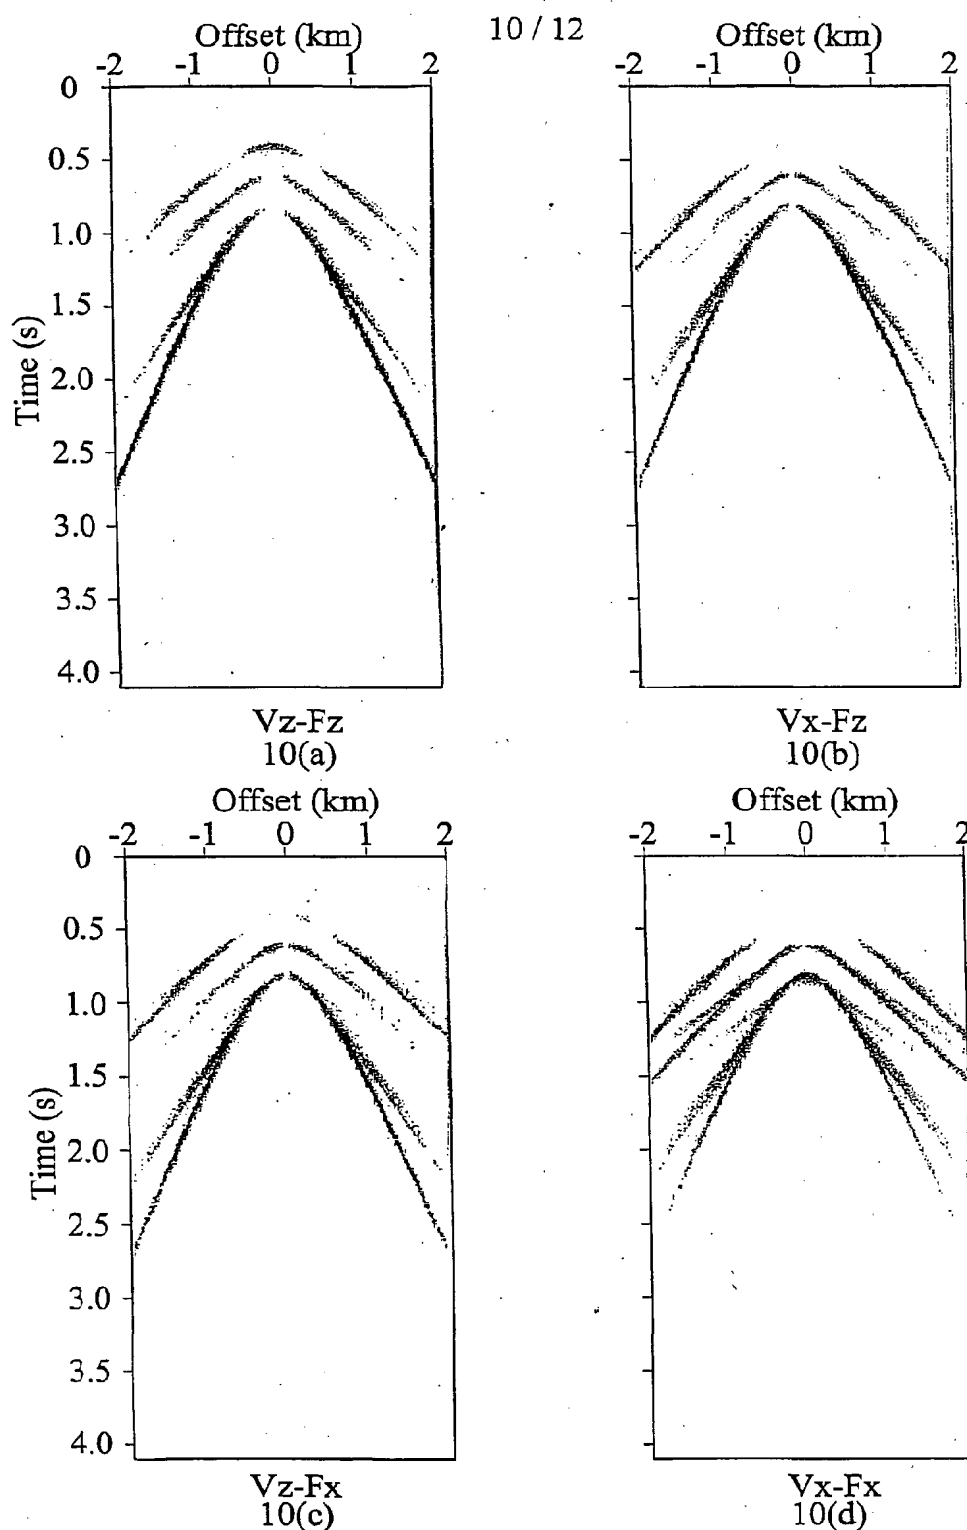 10 / 12
Offset (km)
-2 -1 0 1 2
0
0.5
1.0
1.5
2.0
2.5
3.0
3.5
4.0
Time (s)
Vz-Fz
10(a)
Offset (km)
-2 -1 0 1 2
Vx-Fz
10(b)
Offset (km)
-2 -1 0 1 2
0
0.5
1.0
1.5
2.0
2.5
3.0
3.5
4.0
Time (s)
Vz-Fx
10(c)
Offset (km)
-2 -1 0 1 2
Vx-Fx
10(d)